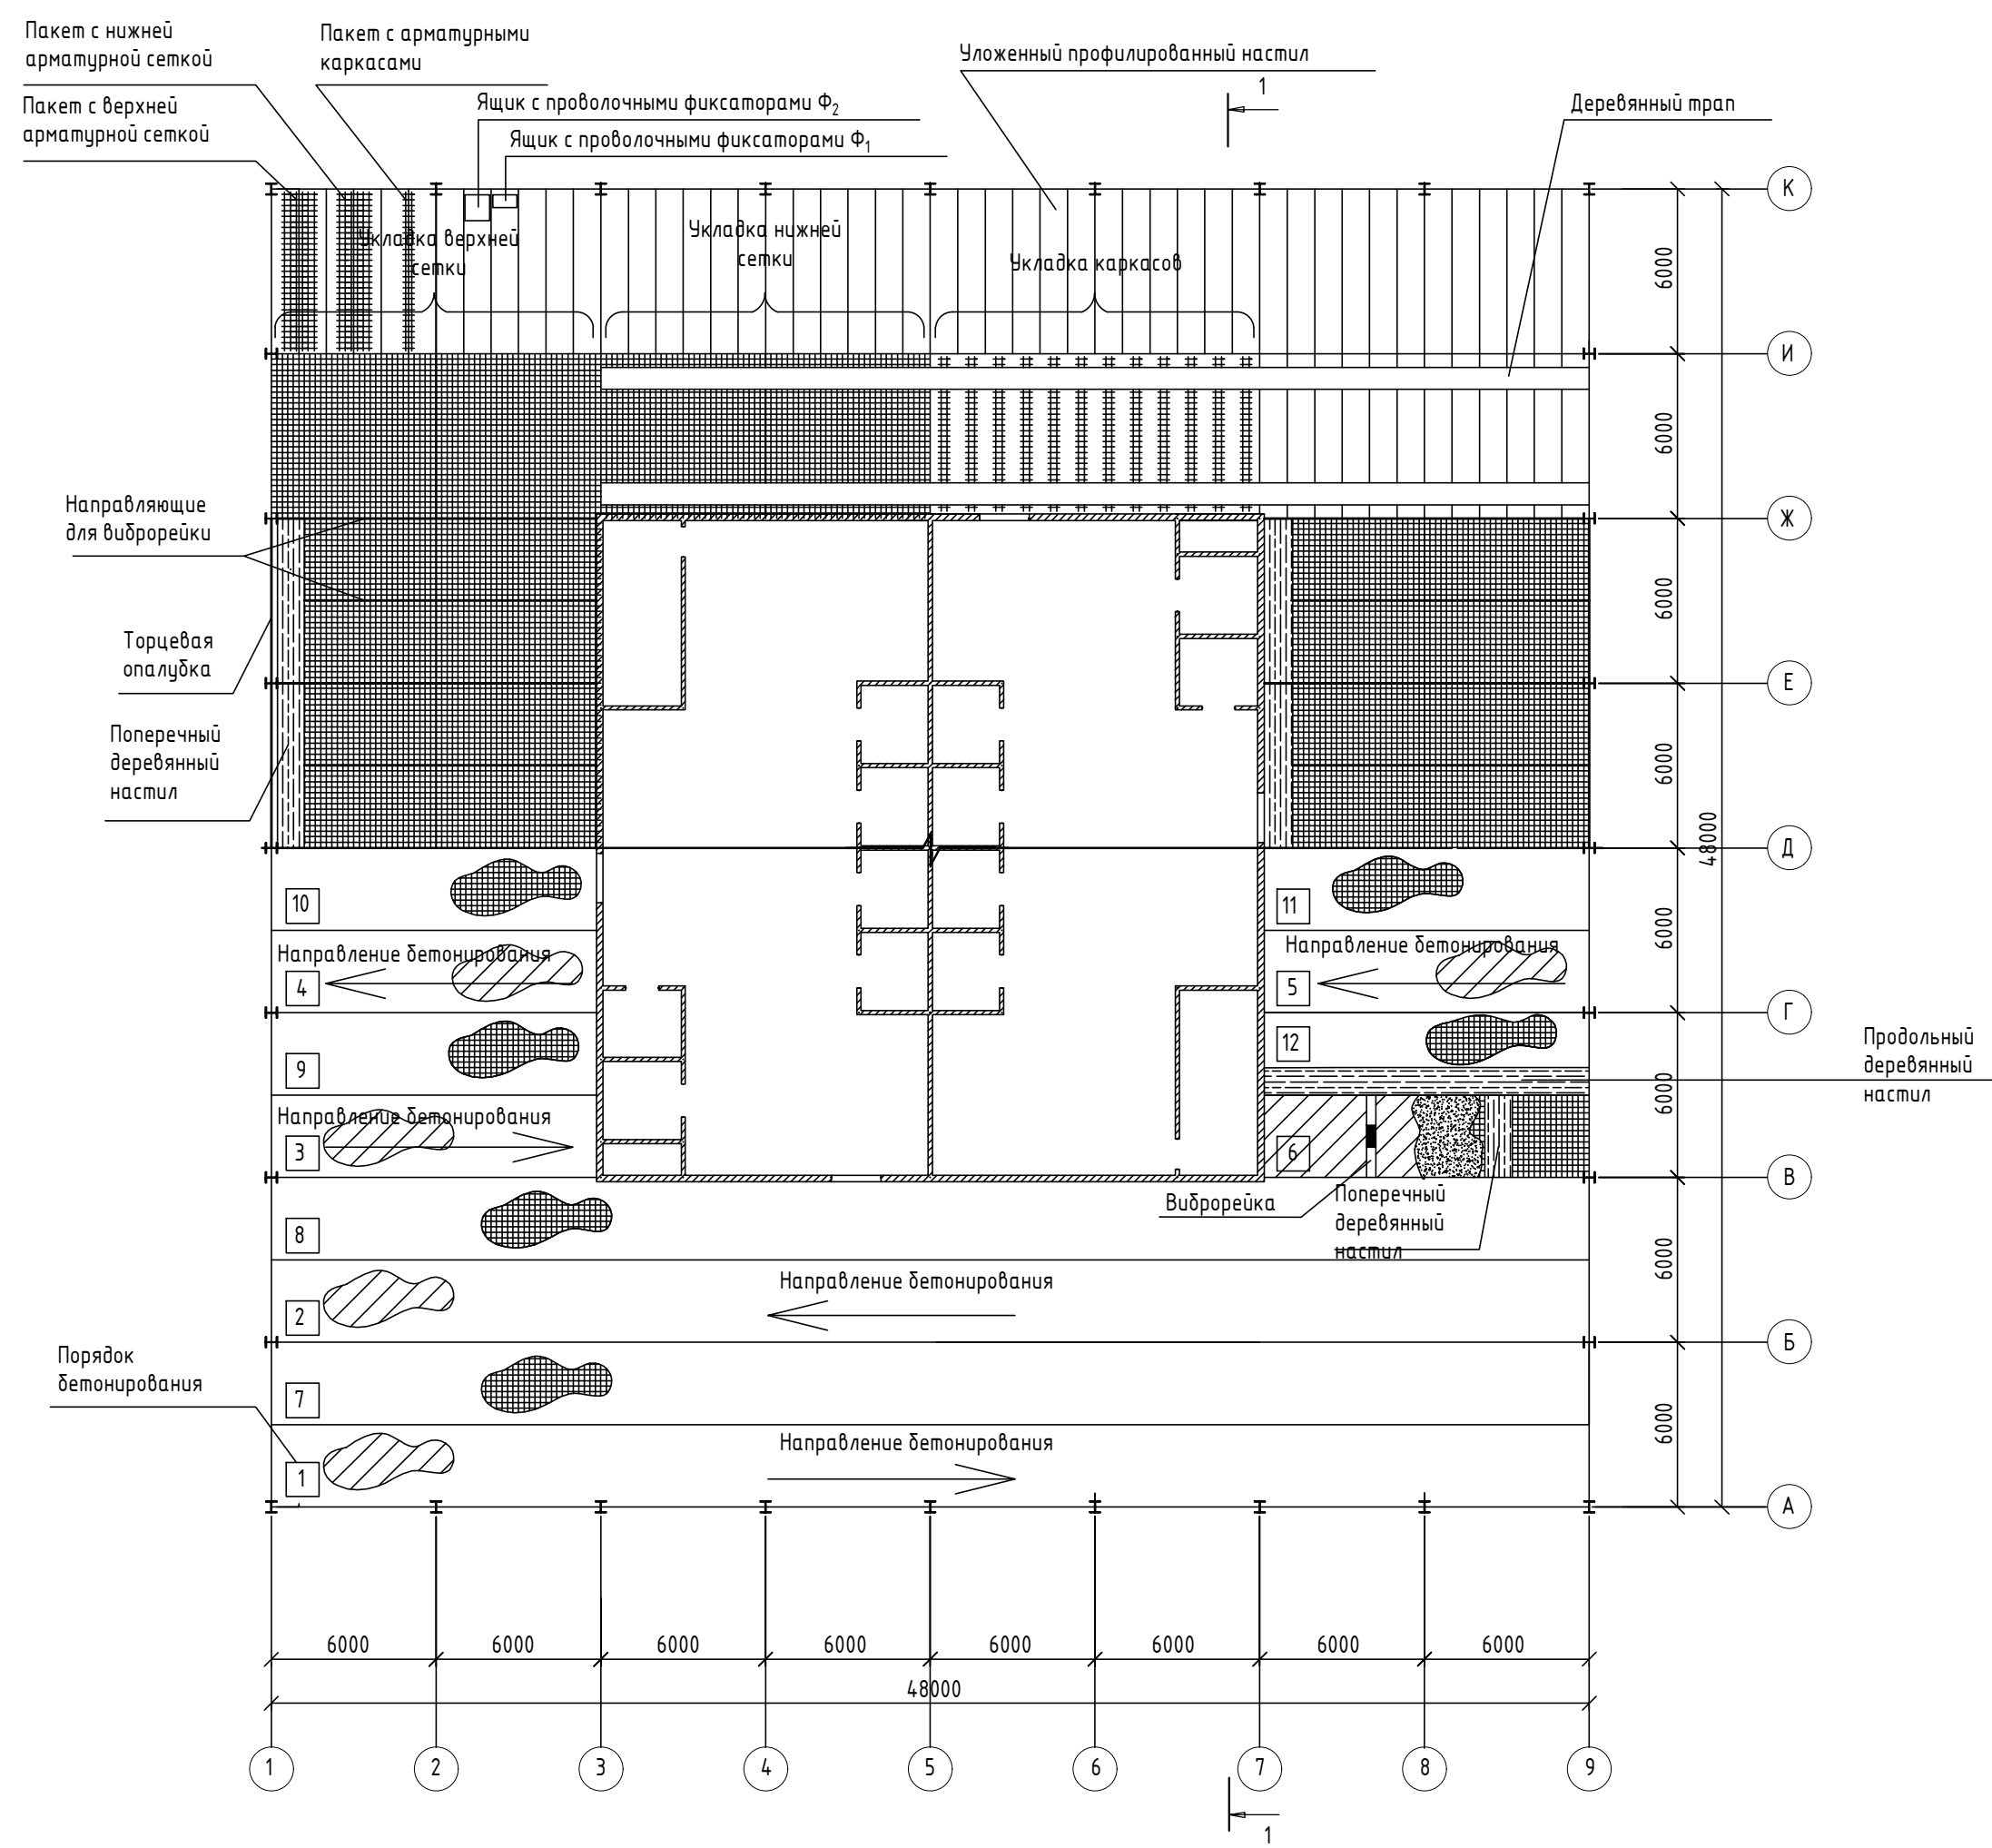 Пакет с нижней
арматурной сеткой
Пакет с арматурными
каркасами
Уложенный профилированный настил
1
Пакет с верхней
арматурной сеткой
Ящик с проволочными фиксаторами Ф2
Ящик с проволочными фиксаторами Ф1
Деревянный трап
К
Укладка верхней
сетки
Укладка нижней
сетки
Укладка каркасов
6000
И
6000
Направляющие
для виброрейки
Ж
6000
Торцевая
опалубка
Е
Поперечный
деревянный
настил
6000
48000
Д
10
11
Направление бетонирования
Направление бетонирования
6000
4
5
Г
9
12
Продольный
деревянный
настил
6000
Направление бетонирования
3
6
В
Виброрейка
Поперечный
деревянный
настил
8
6000
2
Направление бетонирования
Б
Порядок
бетонирования
7
6000
Направление бетонирования
1
А
6000
6000
6000
6000
6000
6000
6000
6000
48000
1
2
3
4
5
6
7
8
9
1